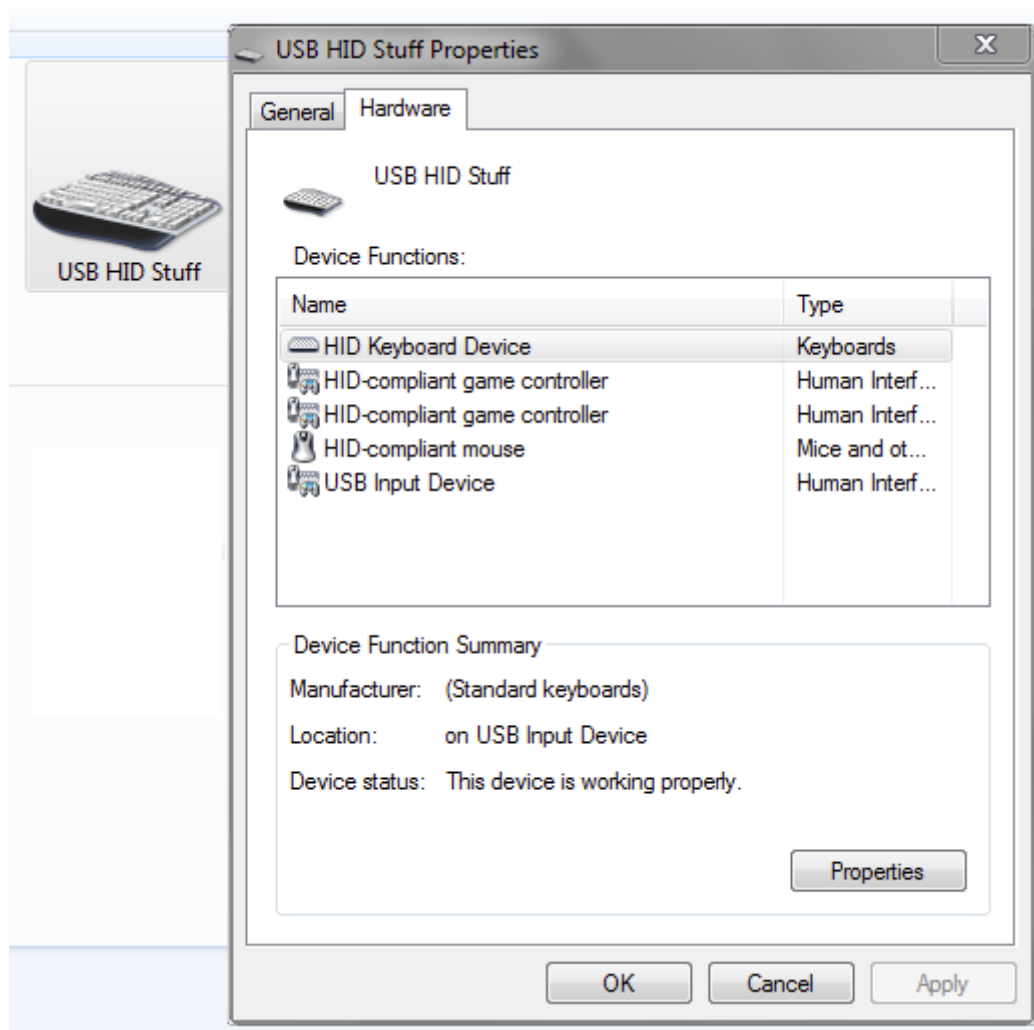 USB HID Stuff Properties
General Hardware
USB HID Stuff
USB HID Stuff
Device Functions:
Name Type
HID Keyboard Device Keyboards
HID-compliant game controller Human Interf...
HID-compliant game controller Human Interf...
HID-compliant mouse Mice and ot...
USB Input Device Human Interf...
Device Function Summary
Manufacturer: (Standard keyboards)
Location: on USB Input Device
Device status: This device is working properly.
Properties
OK Cancel Apply